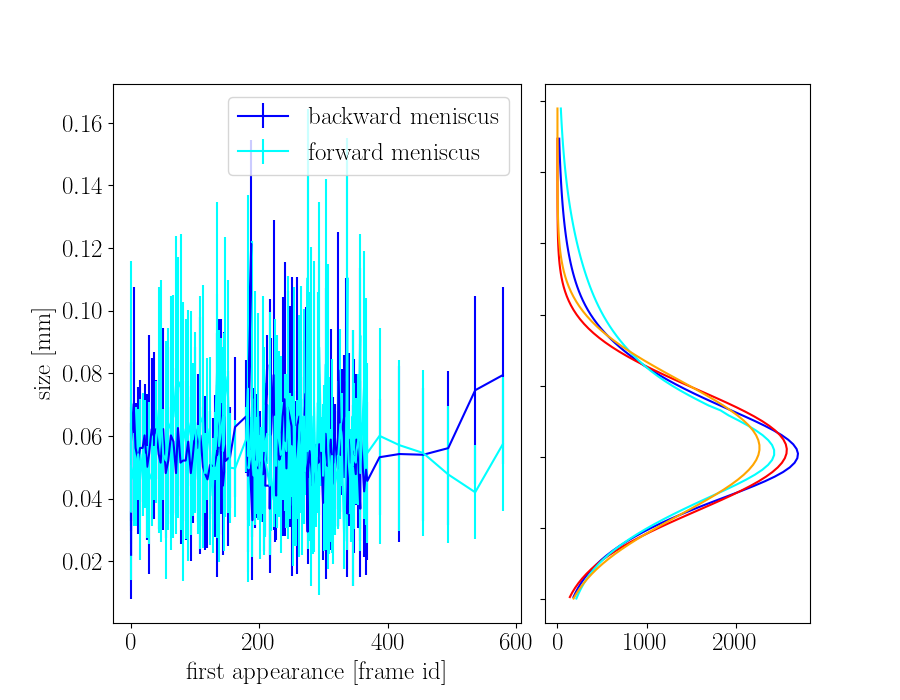 backward meniscus
forward meniscus
0.16
0.14
0.12
0.10
0.08
0.06
0.04
0.02
size [mm]
0 200 400 600
first appearance [frame id]
0 1000 2000